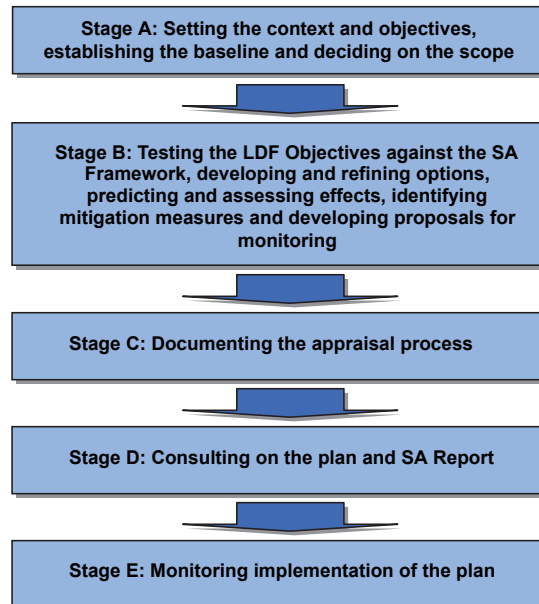 Stage A: Setting the context and objectives,
establishing the baseline and deciding on the scope
Stage B: Testing the LDF Objectives against the SA
Framework, developing and refining options,
predicting and assessing effects, identifying
mitigation measures and developing proposals for
monitoring
Stage C: Documenting the appraisal process
Stage D: Consulting on the plan and SA Report
Stage E: Monitoring implementation of the plan